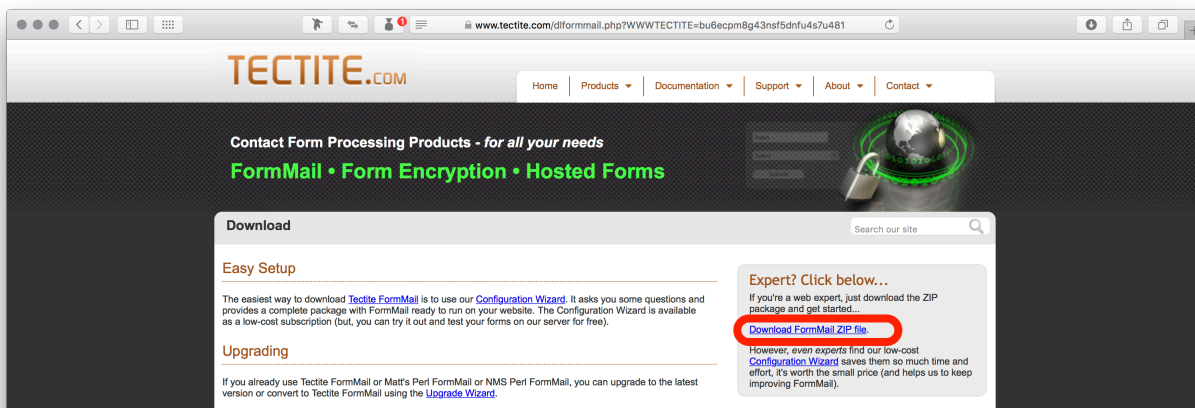 1
www.tectite.com/dlformmail.php?WWWTECTITE=bu6ecpm8g43nsf5dnfu4s7u481
TECTITE.COM
Home Products Documentation Support About Contact
Contact Form Processing Products - for all your needs
FormMail • Form Encryption • Hosted Forms
Download
Search our site
Easy Setup
The easiest way to download Tectite FormMail is to use our Configuration Wizard. It asks you some questions and
provides a complete package with FormMail ready to run on your website. The Configuration Wizard is available
as a low-cost subscription (but, you can try it out and test your forms on our server for free).
Upgrading
If you already use Tectite FormMail or Matt's Perl FormMail or NMS Perl FormMail, you can upgrade to the latest
version or convert to Tectite FormMail using the Upgrade Wizard.
Expert? Click below...
If you're a web expert, just download the ZIP
package and get started...
Download FormMail ZIP file.
However, even experts find our low-cost
Configuration Wizard saves them so much time and
effort, it's worth the small price (and helps us to keep
improving FormMail).